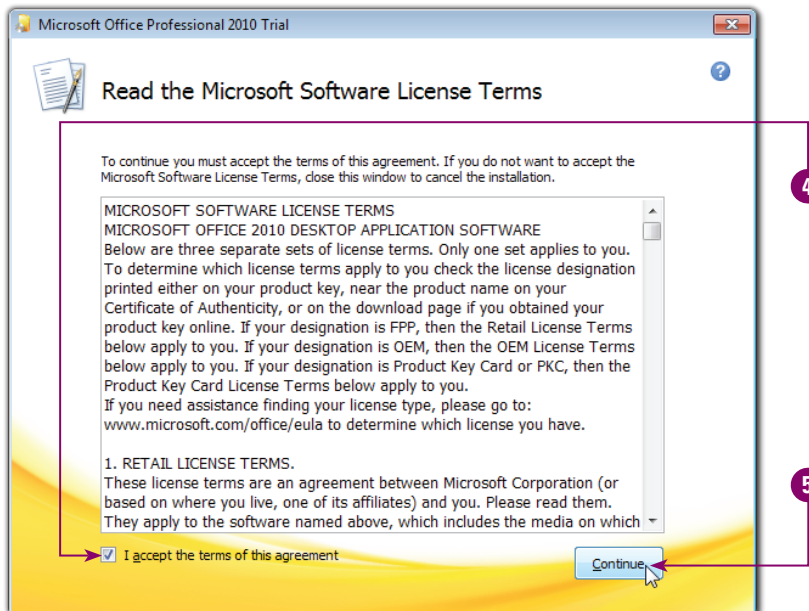 Microsoft Office Professional 2010 Trial
Read the Microsoft Software License Terms
To continue you must accept the terms of this agreement. If you do not want to accept the
Microsoft Software License Terms, close this window to cancel the installation.
MICROSOFT SOFTWARE LICENSE TERMS
MICROSOFT OFFICE 2010 DESKTOP APPLICATION SOFTWARE
Below are three separate sets of license terms. Only one set applies to you.
To determine which license terms apply to you check the license designation
printed either on your product key, near the product name on your
Certificate of Authenticity, or on the download page if you obtained your
product key online. If your designation is FPP, then the Retail License Terms
below apply to you. If your designation is OEM, then the OEM License Terms
below apply to you. If your designation is Product Key Card or PKC, then the
Product Key Card License Terms below apply to you.
If you need assistance finding your license type, please go to:
www.microsoft.com/office/eula to determine which license you have.
1. RETAIL LICENSE TERMS.
These license terms are an agreement between Microsoft Corporation (or
based on where you live, one of its affiliates) and you. Please read them.
They apply to the software named above, which includes the media on which
I accept the terms of this agreement
Continue
4
5